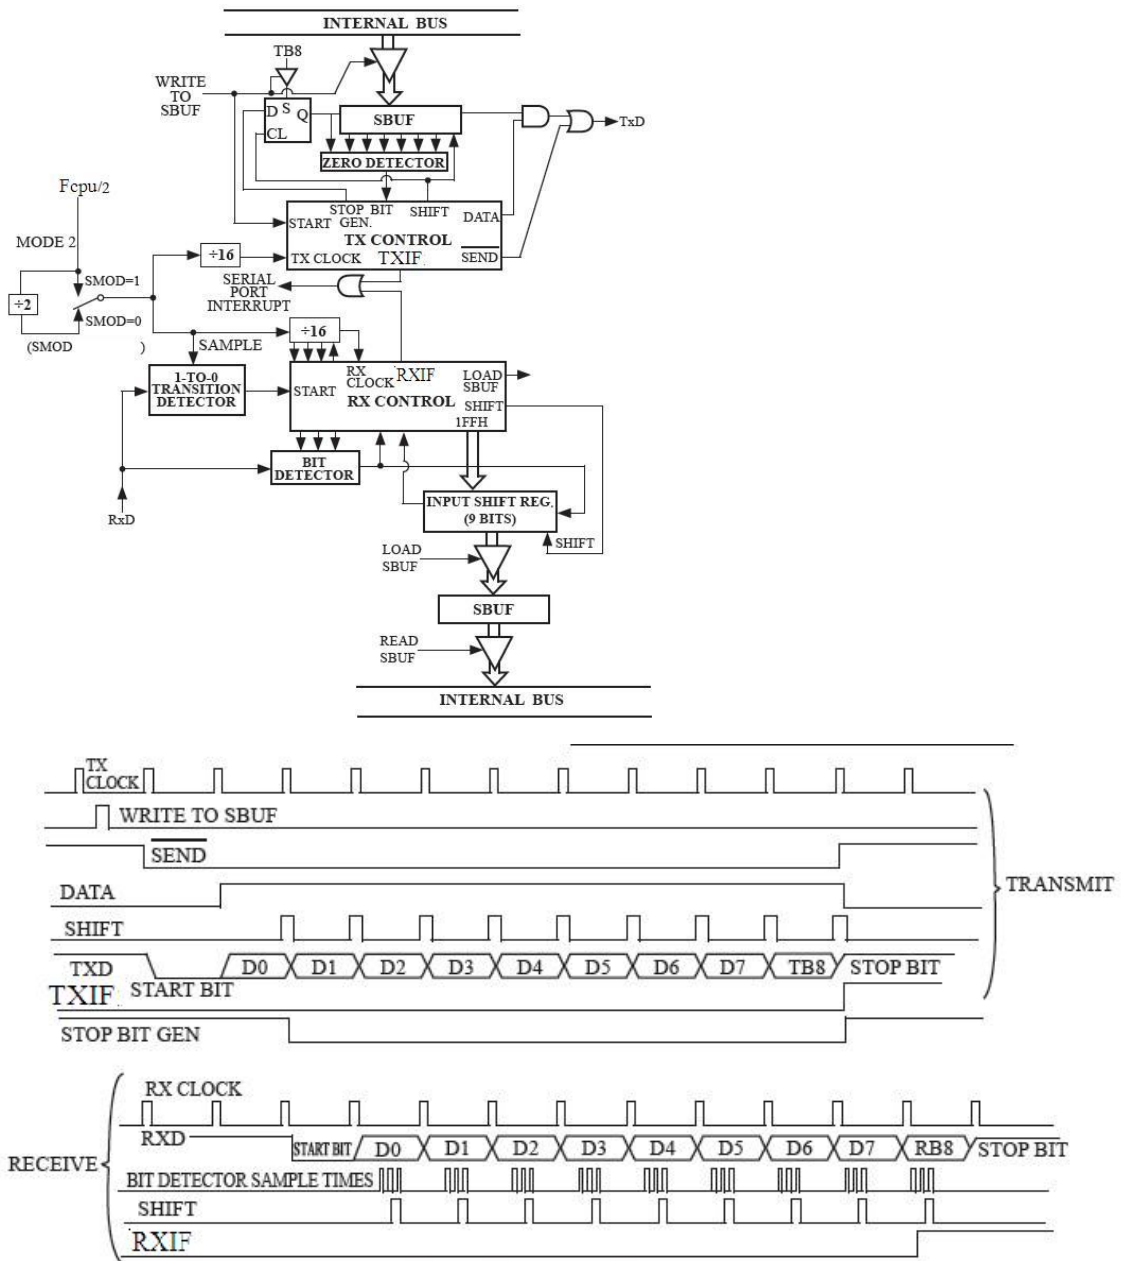 INTERNAL BUS
TB8
WRITE
TO
SBUF
D S Q
CL
SBUF
TxD
ZERO DETECTOR
Fcpu/2
STOP BIT
GEN.
SHIFT
DATA
START
TX CONTROL
MODE 2
÷16
TX CLOCK
TXIF
SEND
SERIAL
PORT
INTERRUPT
SMOD=1
÷2
SMOD=0
(SMOD )
SAMPLE
÷16
1-TO-0
TRANSITION
DETECTOR
START
RX
CLOCK
RXIF
LOAD
SBUF
RX CONTROL
SHIFT
1FFH
BIT
DETECTOR
RxD
INPUT SHIFT REG.
(9 BITS)
SHIFT
LOAD
SBUF
SBUF
READ
SBUF
INTERNAL BUS
TX
CLOCK
WRITE TO SBUF
SEND
DATA
TRANSMIT
SHIFT
TXD
D0 D1 D2 D3 D4 D5 D6 D7 TB8 STOP BIT
START BIT
TXIF
STOP BIT GEN
RX CLOCK
RXD
START BIT D0 D1 D2 D3 D4 D5 D6 D7 RB8 STOP BIT
RECEIVE
BIT DETECTOR SAMPLE TIMES
SHIFT
RXIF